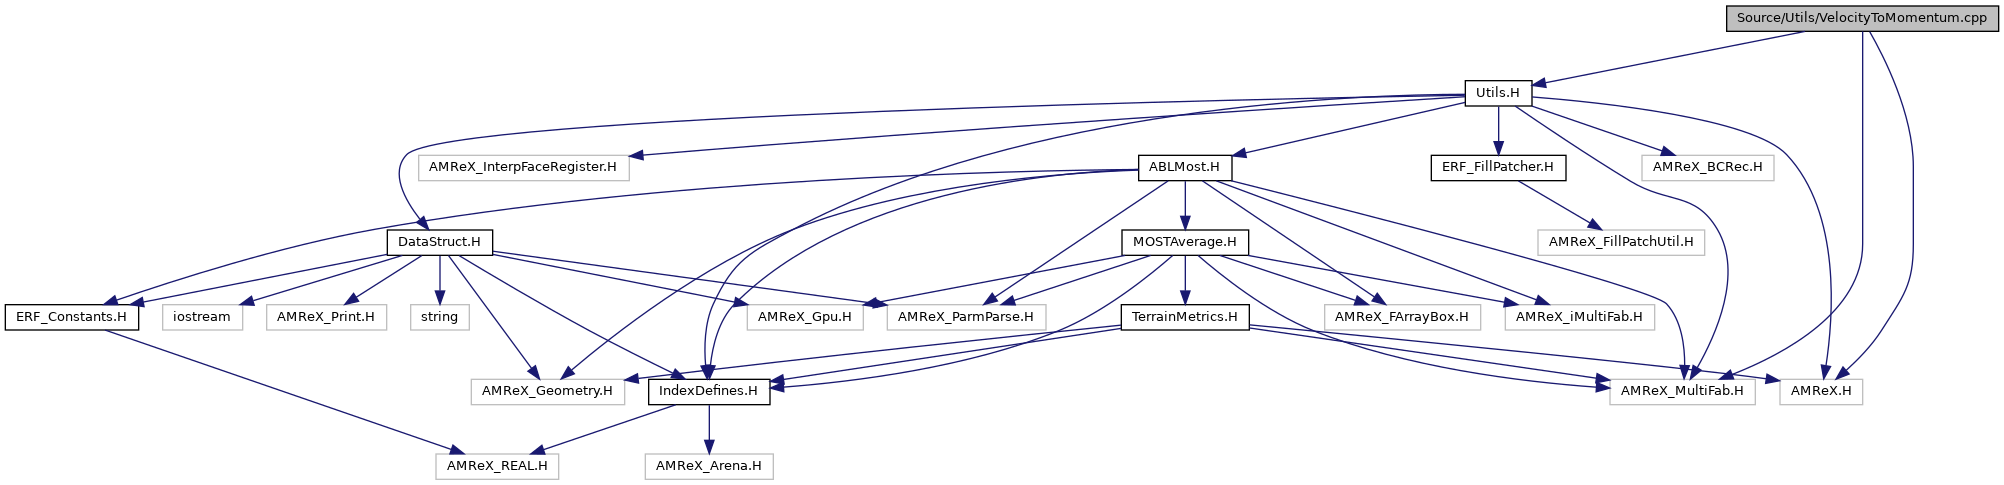 Source/Utils/VelocityToMomentum.cpp
Utils.H
AMReX_InterpFaceRegister.H
ABLMost.H
ERF_FillPatcher.H
AMReX_BCRec.H
DataStruct.H
MOSTAverage.H
AMReX_FillPatchUtil.H
ERF_Constants.H
iostream
AMReX_Print.H
string
AMReX_Gpu.H
AMReX_ParmParse.H
TerrainMetrics.H
AMReX_FArrayBox.H
AMReX_iMultiFab.H
AMReX_Geometry.H
IndexDefines.H
AMReX_MultiFab.H
AMReX.H
AMReX_REAL.H
AMReX_Arena.H